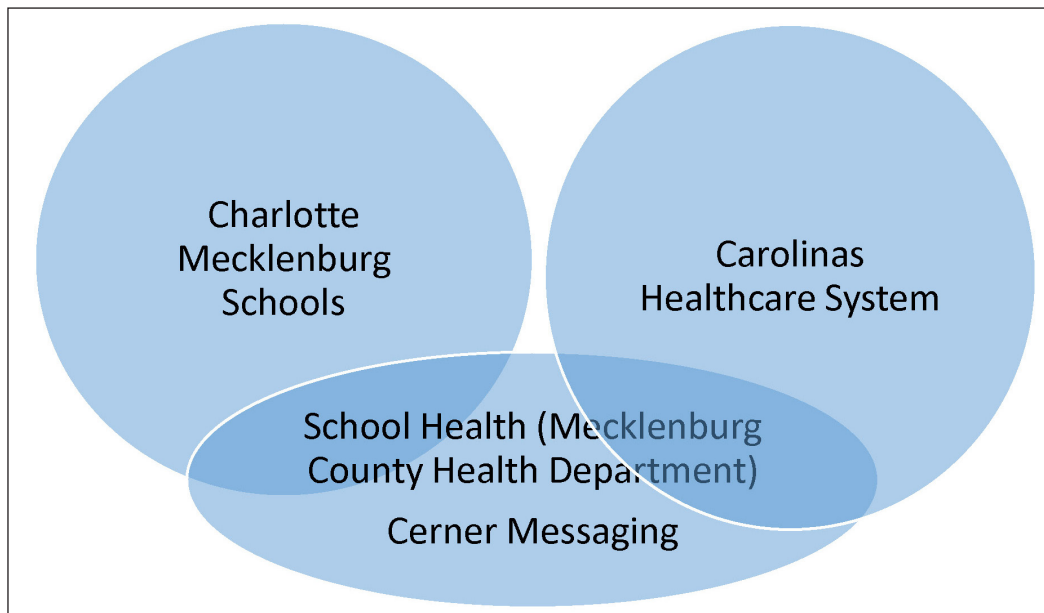 Charlotte
Mecklenburg
Schools
Carolinas
Healthcare System
School Health (Mecklenburg
County Health Department)
Cerner Messaging